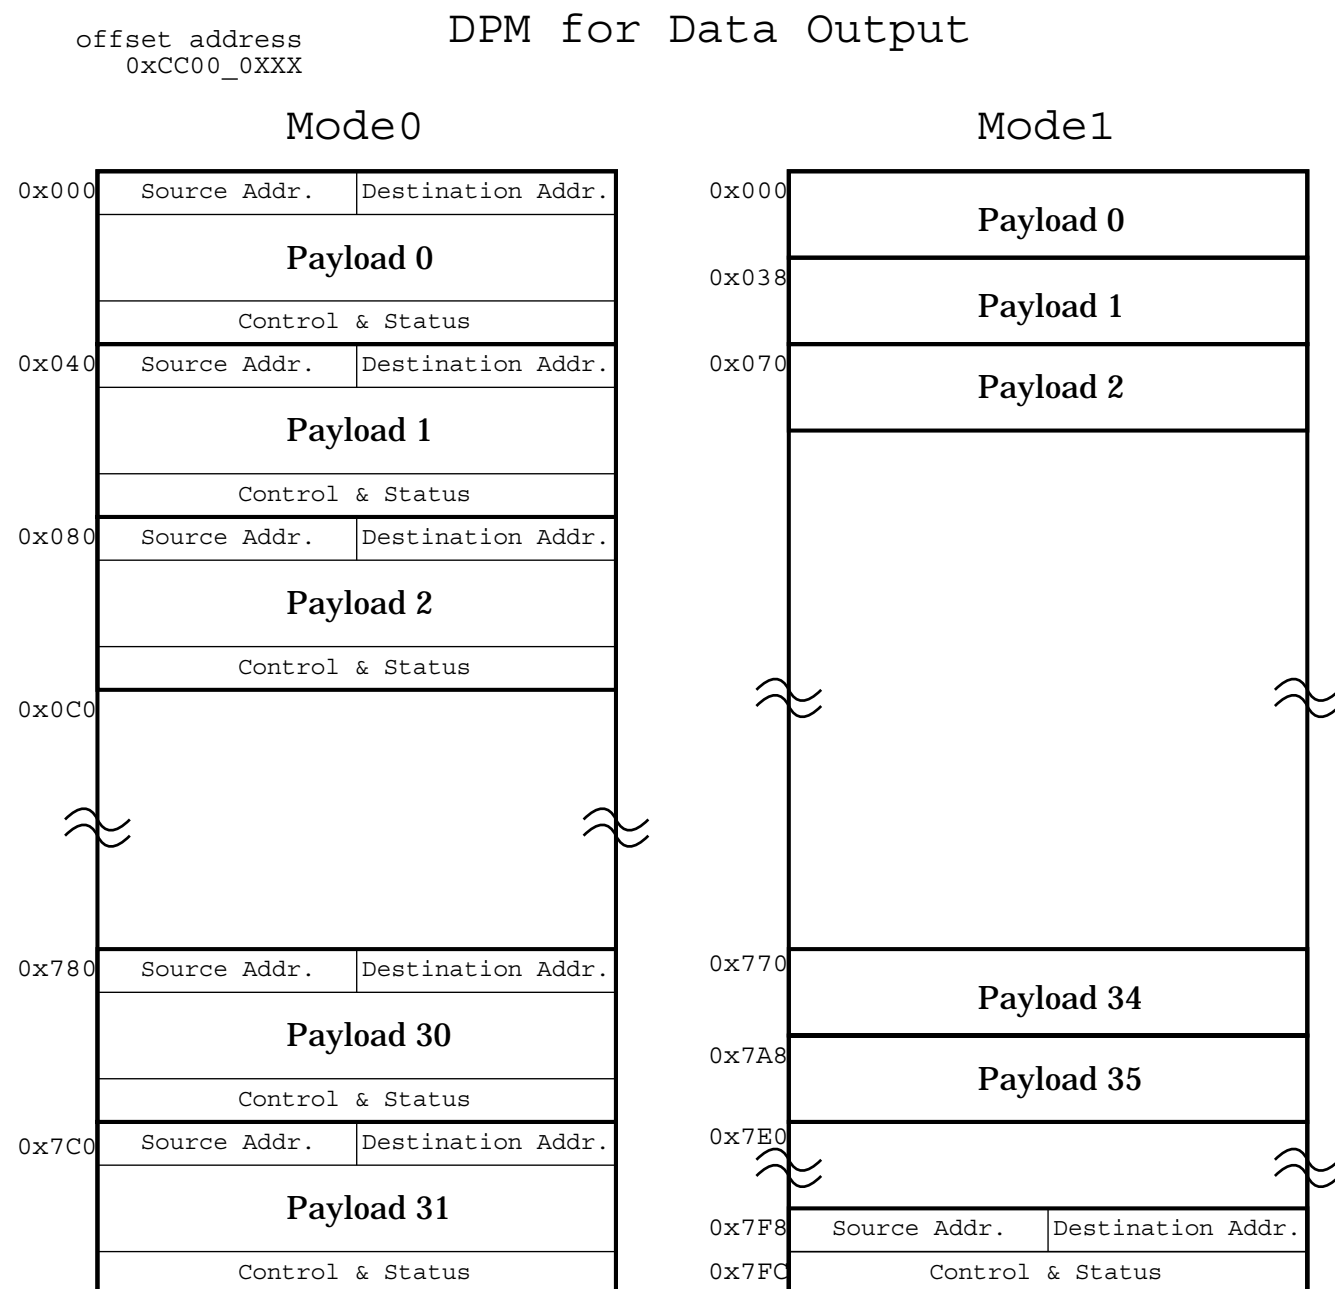 DPM for Data Output
offset address
0xCC00_0XXX
Mode0
0x000 Source Addr. Destination Addr.
Payload 0
Control & Status
0x040 Source Addr. Destination Addr.
Payload 1
Control & Status
0x080 Source Addr. Destination Addr.
Payload 2
Control & Status
0x0C0
0x780 Source Addr. Destination Addr.
Payload 30
Control & Status
0x7C0 Source Addr. Destination Addr.
Payload 31
Control & Status
Mode1
0x000
Payload 0
0x038
Payload 1
0x070
Payload 2
0x770
Payload 34
0x7A8
Payload 35
0x7E0
0x7F8 Source Addr. Destination Addr.
0x7FC Control & Status